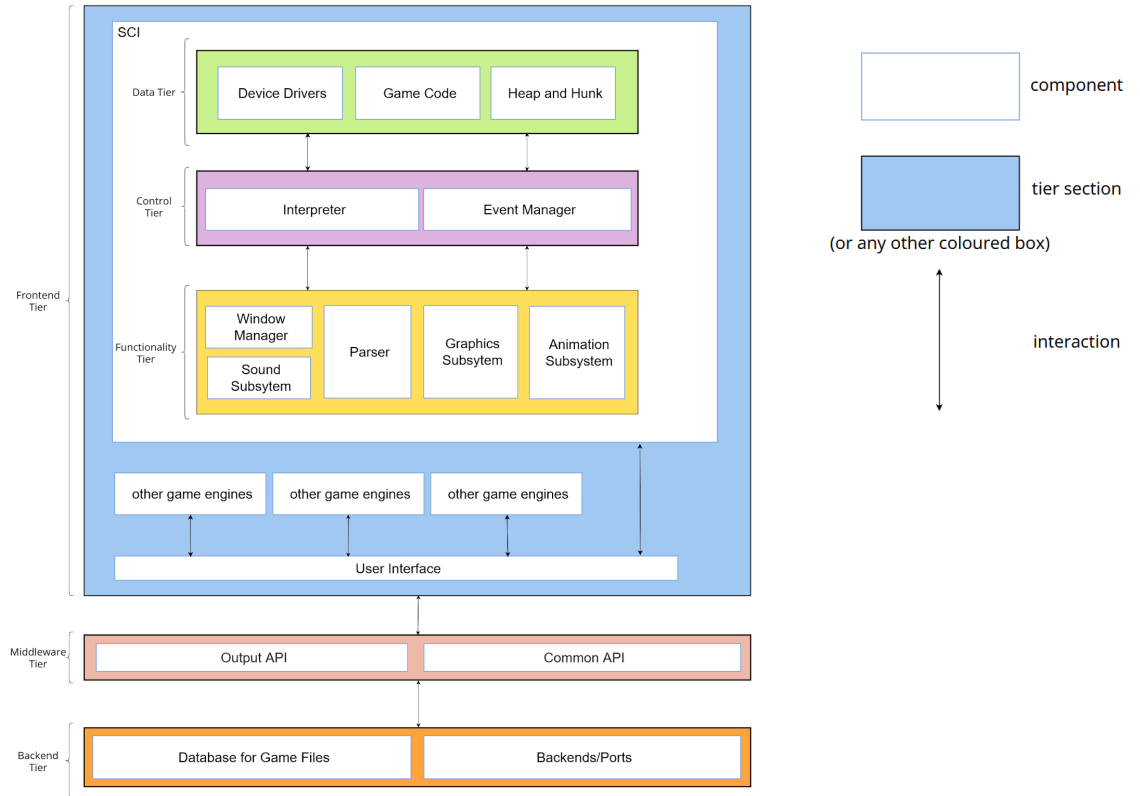 SCI
Data Tier
Device Drivers
Game Code
Heap and Hunk
Control
Tier
Interpreter
Event Manager
Frontend
Tier
Functionality
Tier
Window
Manager
Sound
Subsytem
Parser
Graphics
Subsytem
Animation
Subsystem
other game engines
other game engines
other game engines
User Interface
Middleware
Tier
Output API
Common API
Backend
Tier
Database for Game Files
Backends/Ports
component
tier section
(or any other coloured box)
interaction